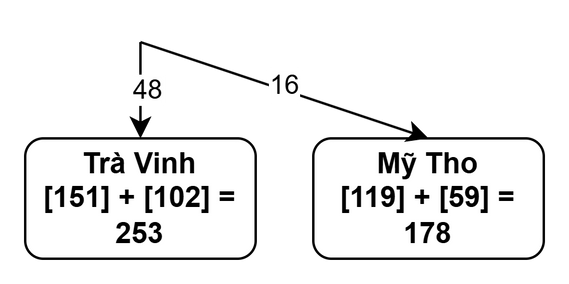 48
16
Trà Vinh
[151] + [102] =
253
Mỹ Tho
[119] + [59] =
178